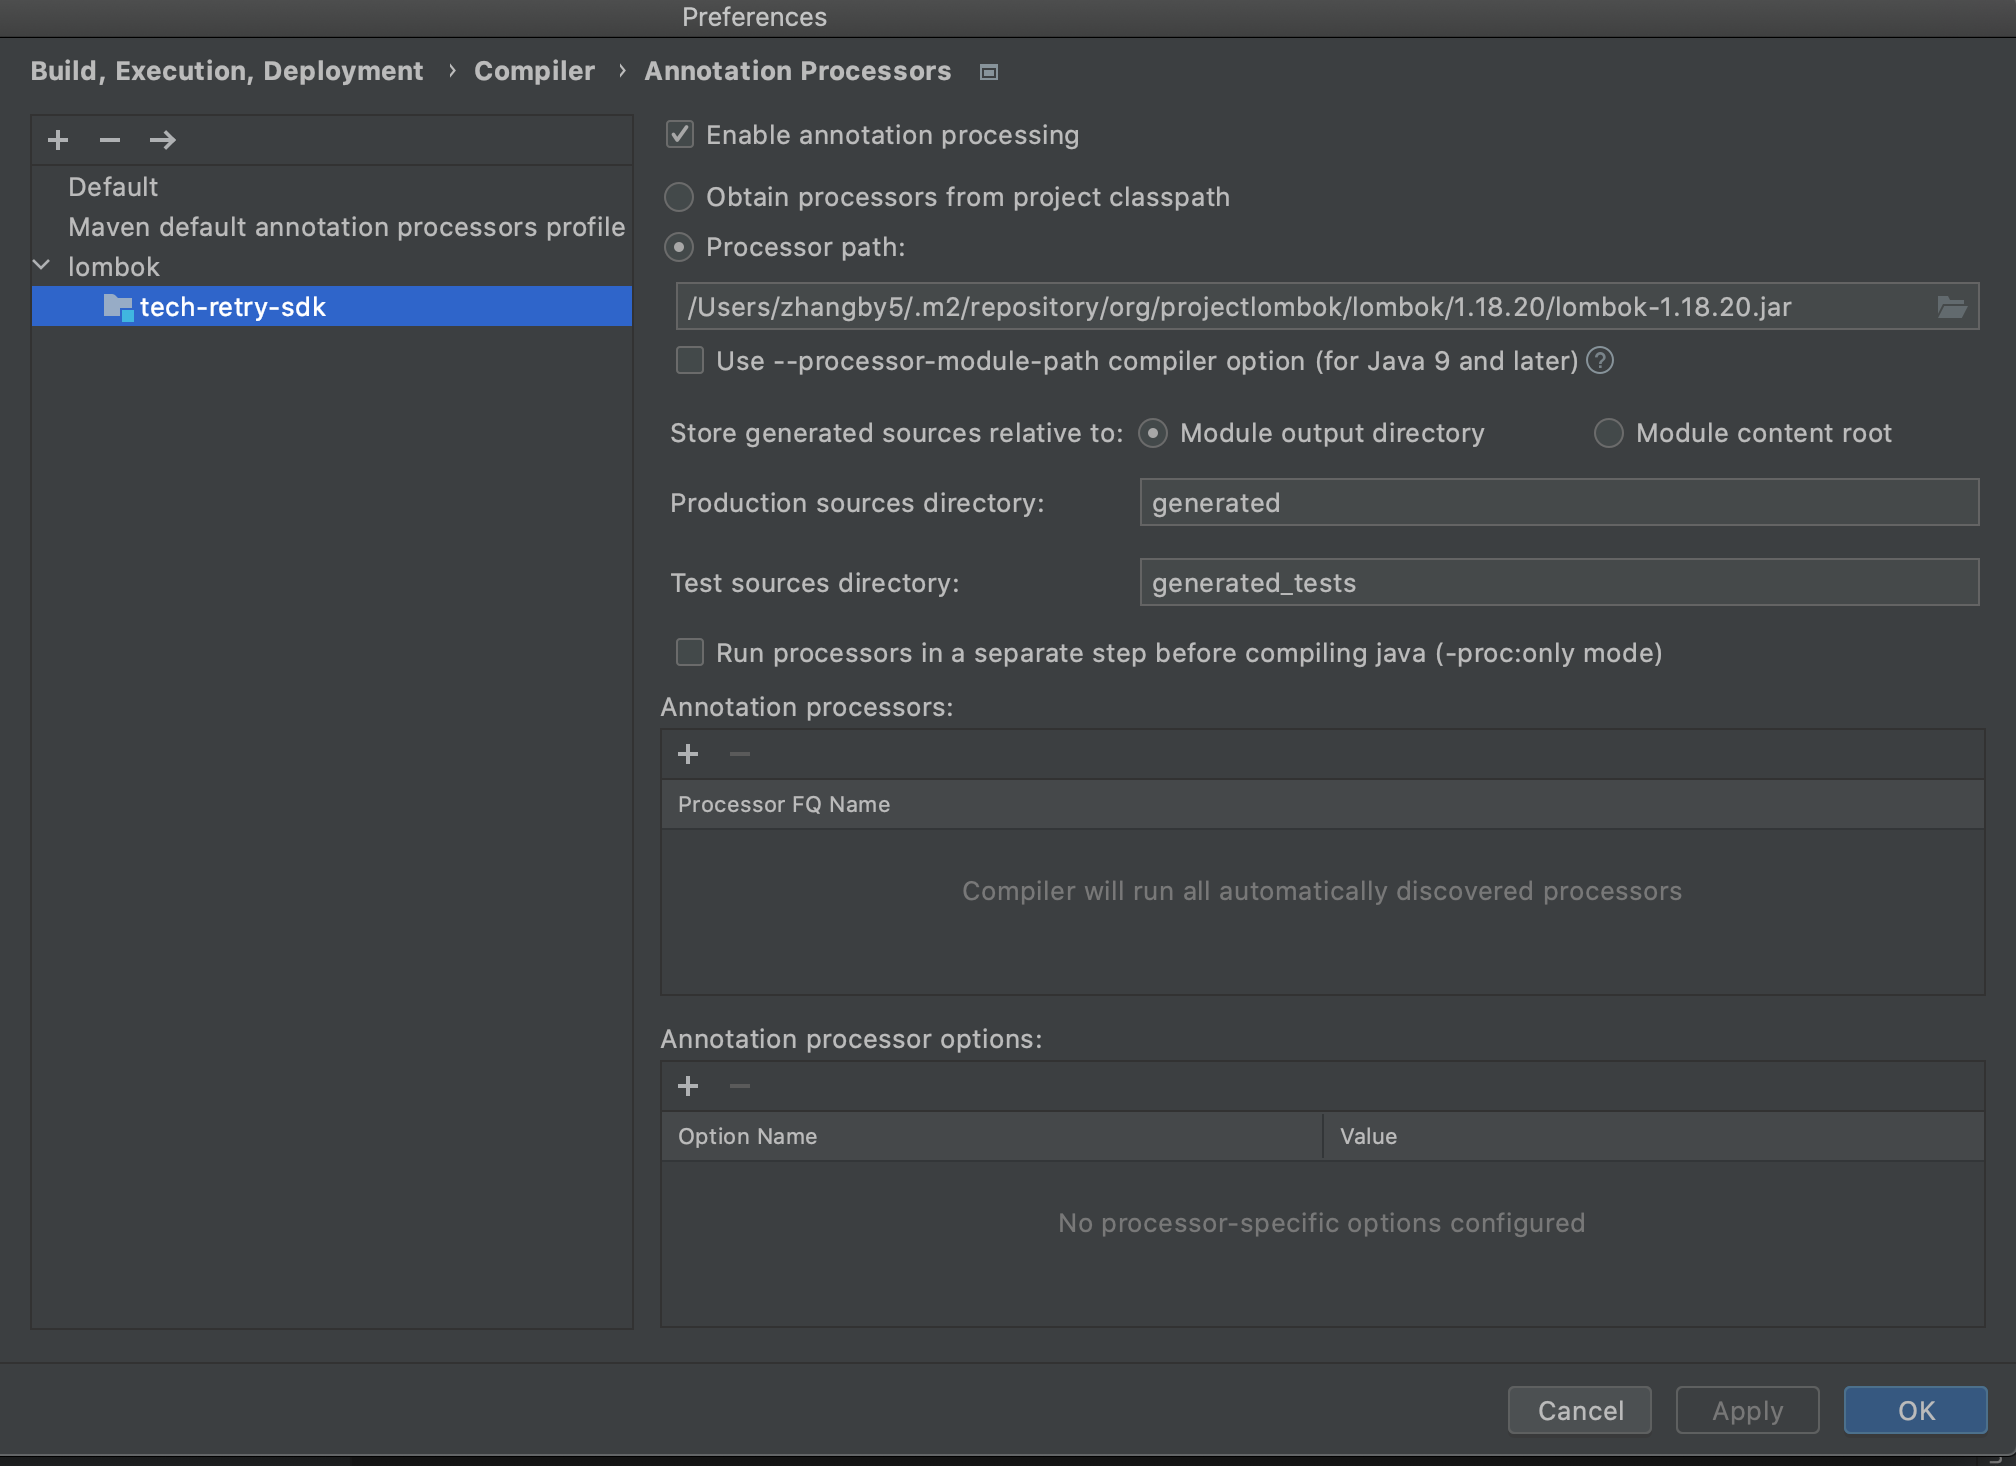 Preferences
Build, Execution, Deployment › Compiler › Annotation Processors
Default
Maven default annotation processors profile
lombok
tech-retry-sdk
Enable annotation processing
Obtain processors from project classpath
Processor path:
/Users/zhangby5/.m2/repository/org/projectlombok/lombok/1.18.20/lombok-1.18.20.jar
Use --processor-module-path compiler option (for Java 9 and later) ?
Store generated sources relative to: Module output directory Module content root
Production sources directory: generated
Test sources directory: generated_tests
Run processors in a separate step before compiling java (-proc:only mode)
Annotation processors:
Processor FQ Name
Compiler will run all automatically discovered processors
Annotation processor options:
Option Name Value
No processor-specific options configured
Cancel Apply OK